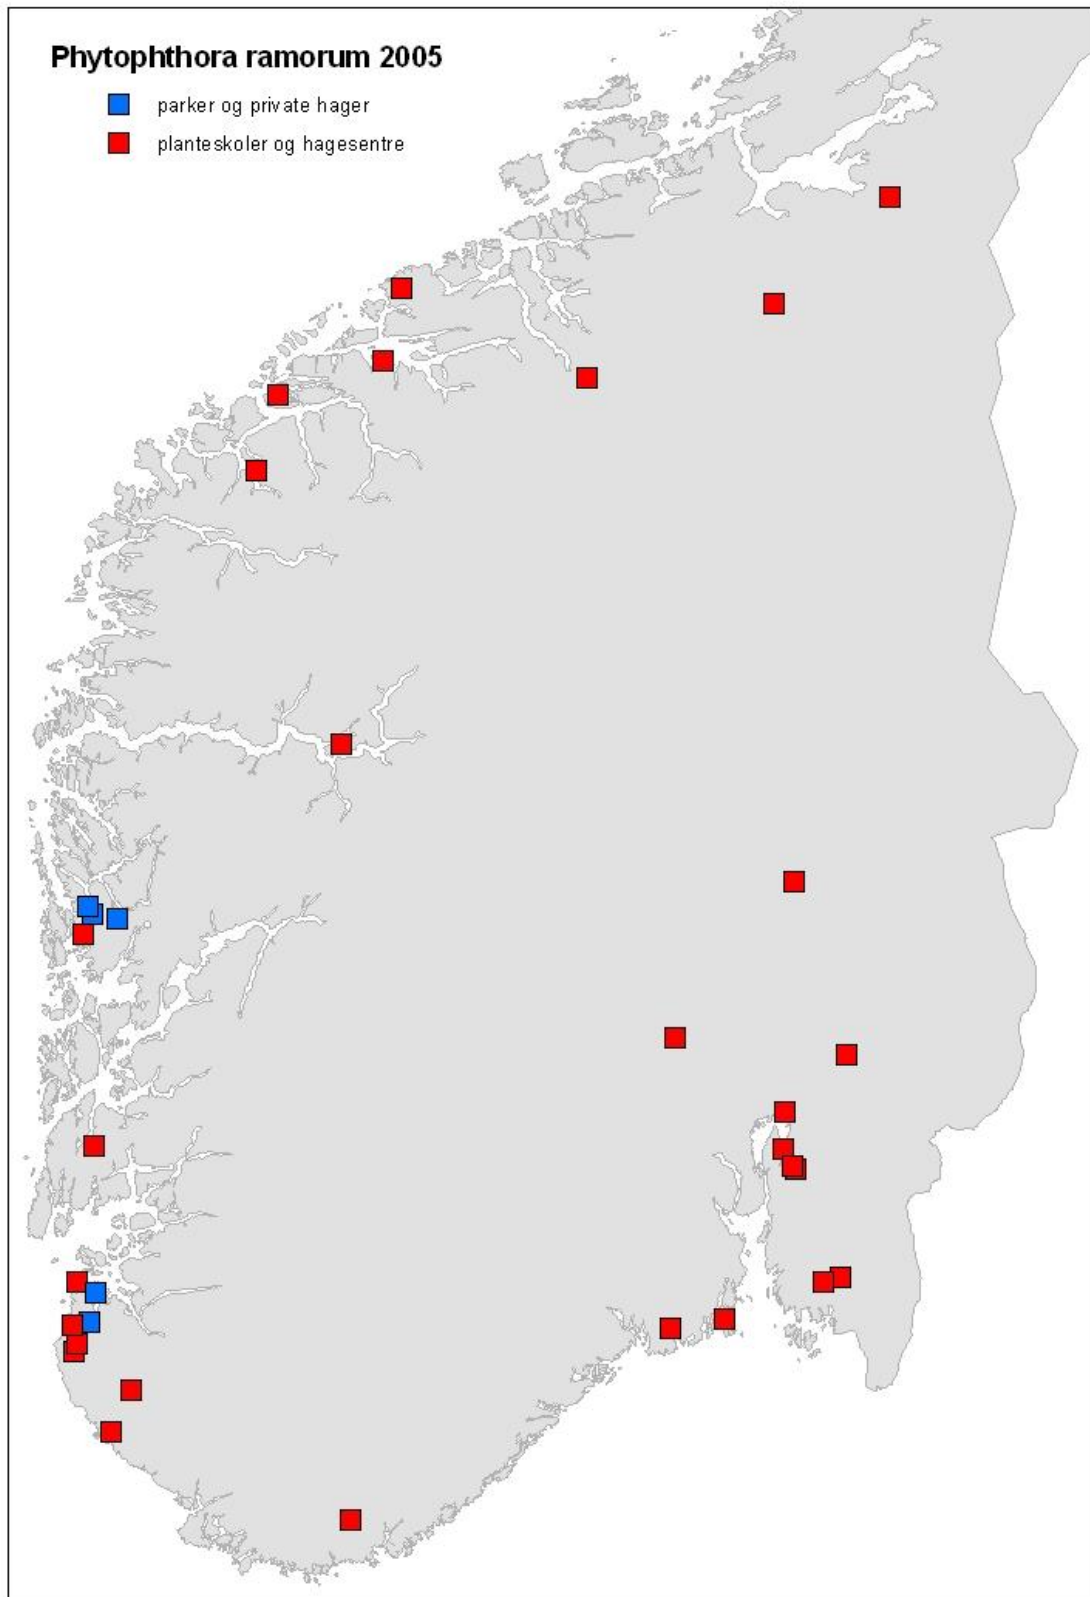 Phytophthora ramorum 2005
parker og private hager
planteskoler og hagesentre